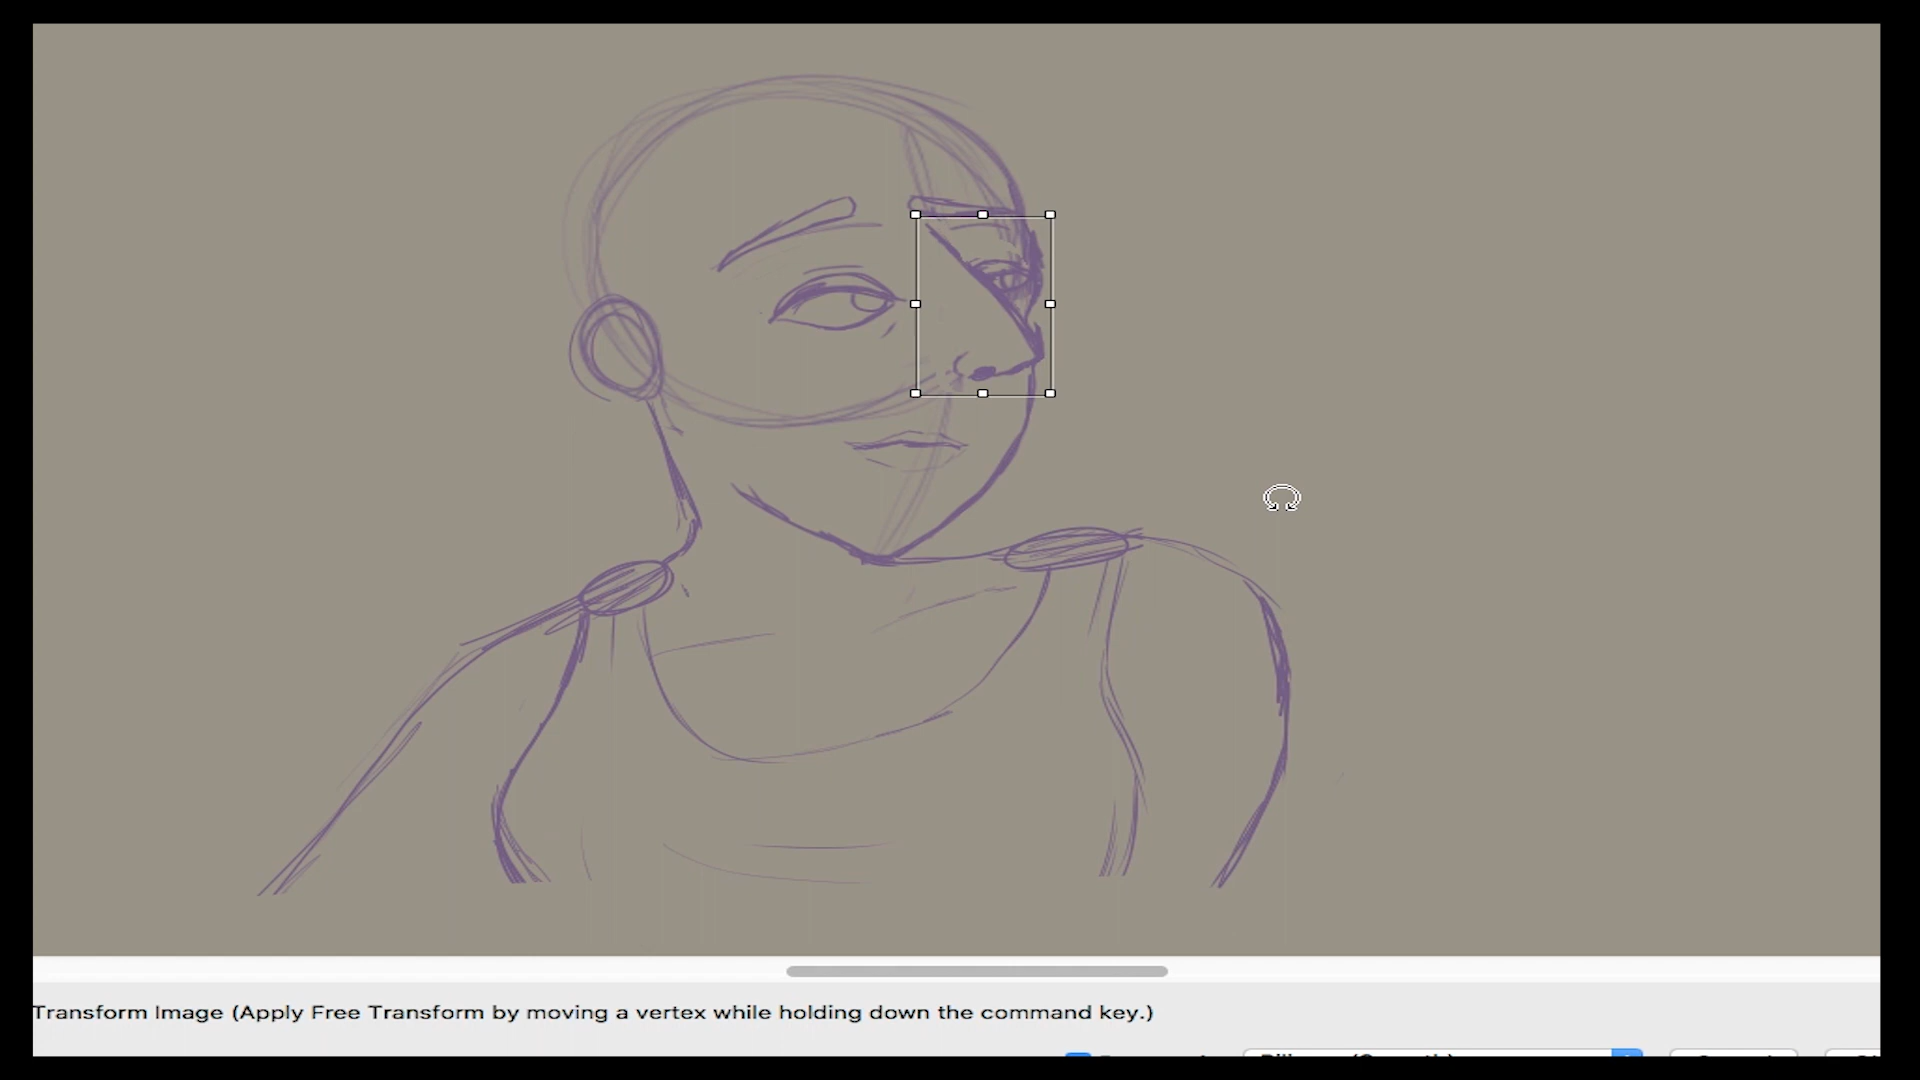 Transform Image (Apply Free Transform by moving a vertex while holding down the command key.)